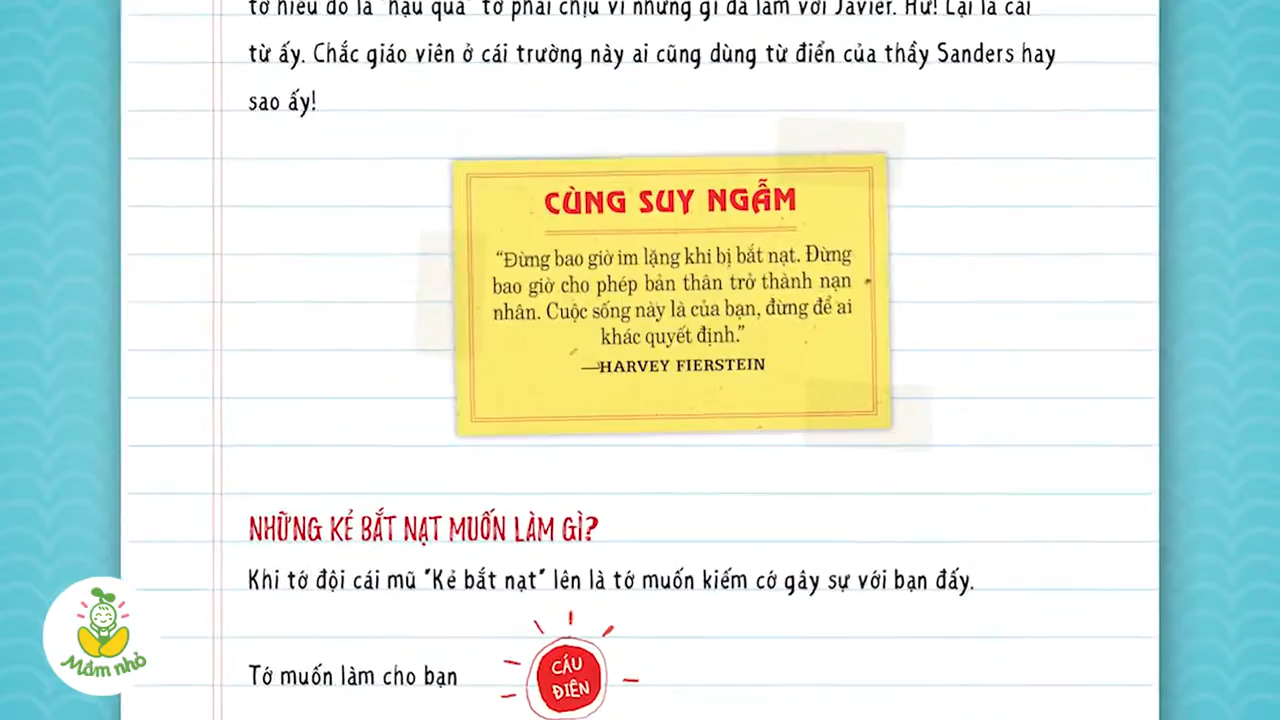 tớ hiểu đó là "hậu quả" tớ phải chịu vì những gì đã làm với Javier. Hừ! Lại là cái
từ ấy. Chắc giáo viên ở cái trường này ai cũng dùng từ điển của thầy Sanders hay
sao ấy!
CÙNG SUY NGẪM
“Đừng bao giờ im lặng khi bị bắt nạt. Đừng
bao giờ cho phép bản thân trở thành nạn
nhân. Cuộc sống này là của bạn, đừng để ai
khác quyết định.”
—HARVEY FIERSTEIN
NHỮNG KẺ BẮT NẠT MUỐN LÀM GÌ?
Khi tớ đội cái mũ "Kẻ bắt nạt" lên là tớ muốn kiếm cớ gây sự với bạn đấy.
Tớ muốn làm cho bạn
CÁU
ĐIÊN
Mầm nhỏ